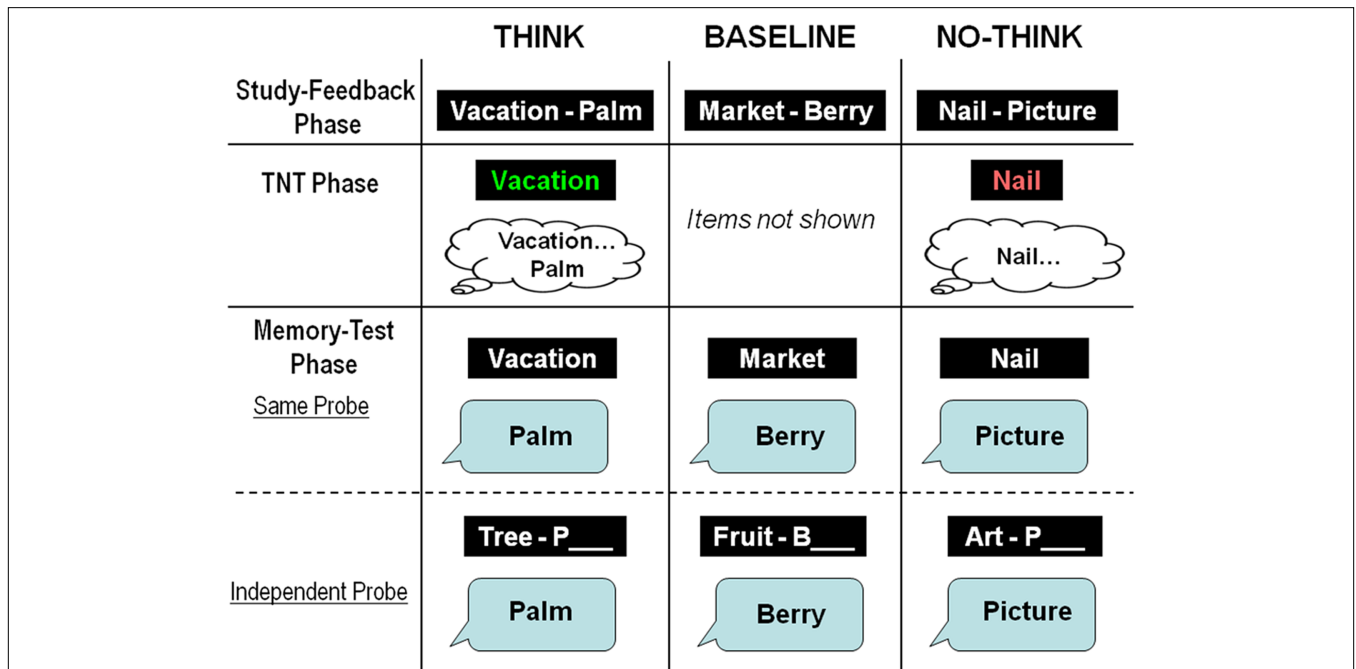 THINK BASELINE NO-THINK
Study-Feedback
Phase
Vacation - Palm Market - Berry Nail - Picture
TNT Phase
Vacation Nail
Vacation...
Palm
Items not shown
Nail...
Memory-Test
Phase
Same Probe
Vacation Market Nail
Palm Berry Picture
Independent Probe
Tree - P___ Fruit - B___ Art - P___
Palm Berry Picture